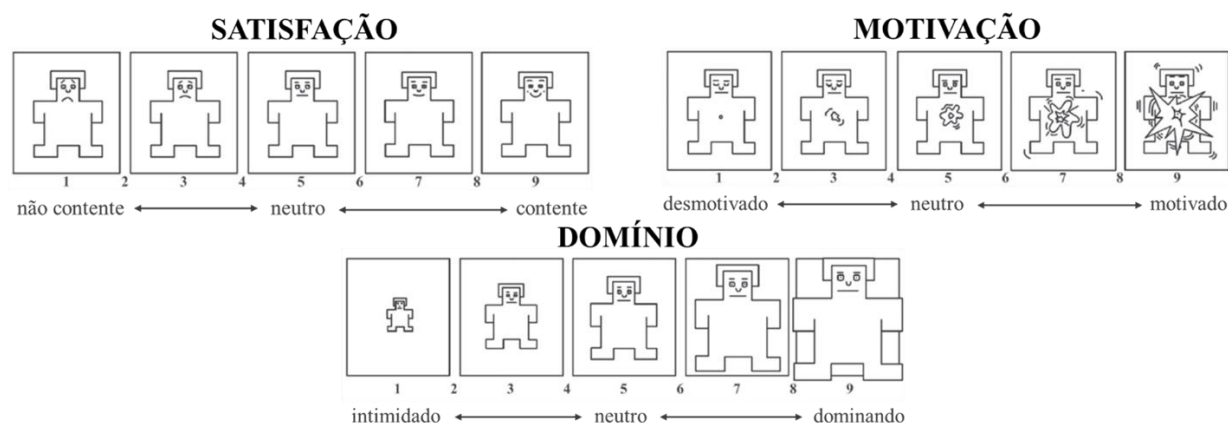 SATISFAÇÃO
1 2 3 4 5 6 7 8 9
não contente neutro contente
MOTIVAÇÃO
1 2 3 4 5 6 7 8 9
desmotivado neutro motivado
DOMÍNIO
1 2 3 4 5 6 7 8 9
intimidado neutro dominando